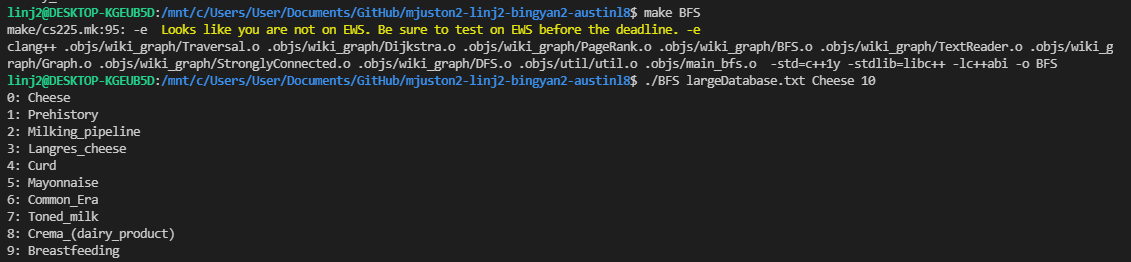 linj2@DESKTOP-KGEUB5D:/mnt/c/Users/User/Documents/GitHub/mjuston2-linj2-bingyan2-austinl8$ make BFS
make/cs225.mk:95: -e  Looks like you are not on EWS. Be sure to test on EWS before the deadline. -e
clang++ .objs/wiki_graph/Traversal.o .objs/wiki_graph/Dijkstra.o .objs/wiki_graph/PageRank.o .objs/wiki_graph/BFS.o .objs/wiki_graph/TextReader.o .objs/wiki_g
raph/Graph.o .objs/wiki_graph/StronglyConnected.o .objs/wiki_graph/DFS.o .objs/util/util.o .objs/main_bfs.o  -std=c++1y -stdlib=libc++ -lc++abi -o BFS
linj2@DESKTOP-KGEUB5D:/mnt/c/Users/User/Documents/GitHub/mjuston2-linj2-bingyan2-austinl8$ ./BFS largeDatabase.txt Cheese 10
0: Cheese
1: Prehistory
2: Milking_pipeline
3: Langres_cheese
4: Curd
5: Mayonnaise
6: Common_Era
7: Toned_milk
8: Crema_(dairy_product)
9: Breastfeeding